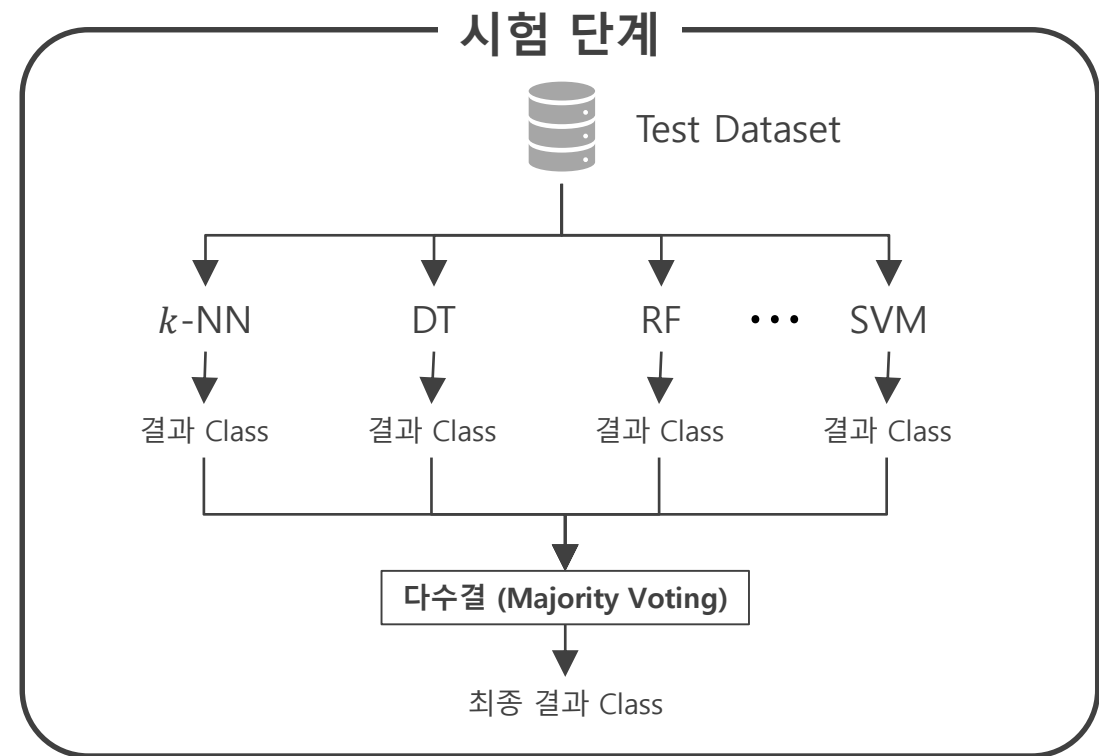 시험 단계
Test Dataset
k-NN DT RF ••• SVM
결과 Class 결과 Class 결과 Class 결과 Class
다수결 (Majority Voting)
최종 결과 Class